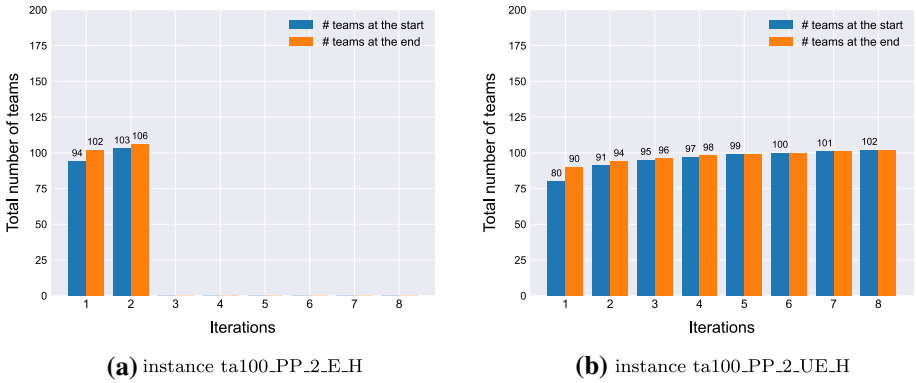 200
175
150
125
100
75
50
25
0
Total number of teams
# teams at the start
# teams at the end
94 102 103 106
1 2 3 4 5 6 7 8
Iterations
(a) instance ta100_PP_2_E_H
200
175
150
125
100
75
50
25
0
Total number of teams
# teams at the start
# teams at the end
80 90 91 94 95 96 97 98 99 100 101 102
1 2 3 4 5 6 7 8
Iterations
(b) instance ta100_PP_2_UE_H